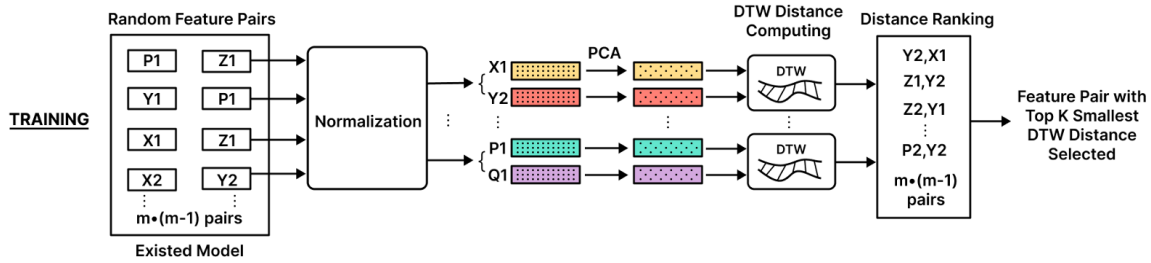 TRAINING
Random Feature Pairs
P1 Z1
Y1 P1
X1 Z1
X2 Y2
⋮ ⋮
m•(m-1) pairs
Existed Model
Normalization
X1
Y2
⋮
P1
Q1
PCA
DTW Distance
Computing
DTW
⋮
DTW
Distance Ranking
Y2,X1
Z1,Y2
Z2,Y1
⋮
P2,Y2
m•(m-1)
pairs
Feature Pair with
Top K Smallest
DTW Distance
Selected